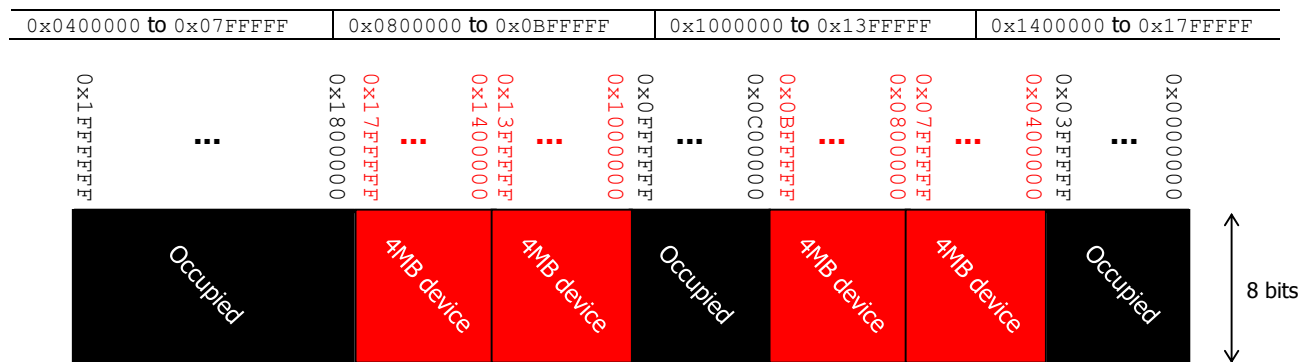 0x0400000 to 0x07FFFFF 0x0800000 to 0x0BFFFFF 0x1000000 to 0x13FFFFF 0x1400000 to 0x17FFFFF
0x1FFFFFF
...
0x1800000
0x17FFFFF
...
0x1400000
0x13FFFFF
...
0x1000000
0x0FFFFFF
...
0x0C00000
0x0BFFFFF
...
0x0800000
0x07FFFFF
...
0x0400000
0x03FFFFF
...
0x0000000
Occupied
4MB device
4MB device
Occupied
4MB device
4MB device
Occupied
8 bits